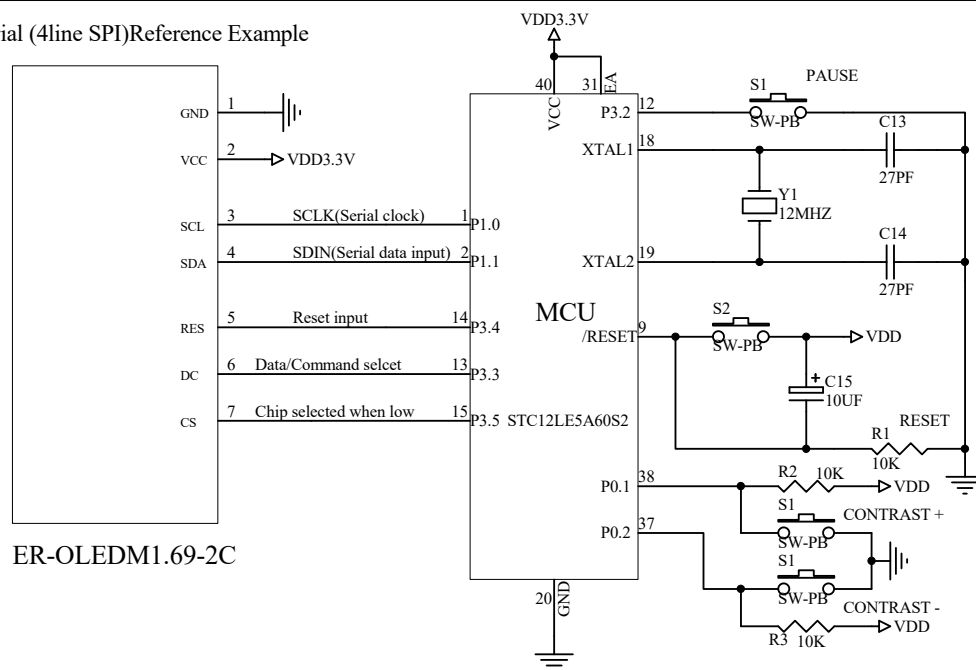 ial (4line SPI)Reference Example
VDD3.3V
40
31
VCC
EA
GND
1
VCC
2
VDD3.3V
SCL
3
SCLK(Serial clock)
1
P1.0
SDA
4
SDIN(Serial data input)
2
P1.1
RES
5
Reset input
14
P3.4
DC
6
Data/Command selcet
13
P3.3
CS
7
Chip selected when low
15
P3.5
STC12LE5A60S2
MCU
ER-OLEDM1.69-2C
P3.2
12
S1
PAUSE
SW-PB
XTAL1
18
C13
27PF
Y1
12MHZ
XTAL2
19
C14
27PF
/RESET
9
S2
SW-PB
VDD
+
C15
10UF
R1
RESET
10K
P0.1
38
R2
10K
VDD
S1
CONTRAST +
SW-PB
P0.2
37
S1
SW-PB
CONTRAST -
R3
10K
VDD
20
GND